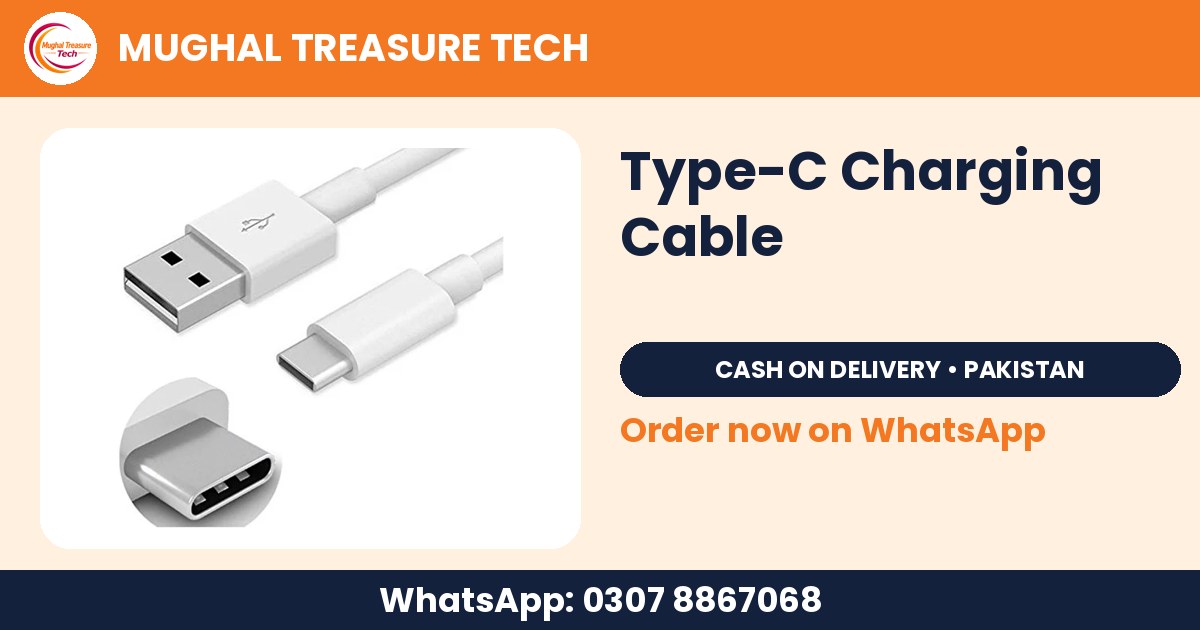 Mughal Treasure
Tech
MUGHAL TREASURE TECH
Type-C Charging
Cable
CASH ON DELIVERY • PAKISTAN
Order now on WhatsApp
WhatsApp: 0307 8867068